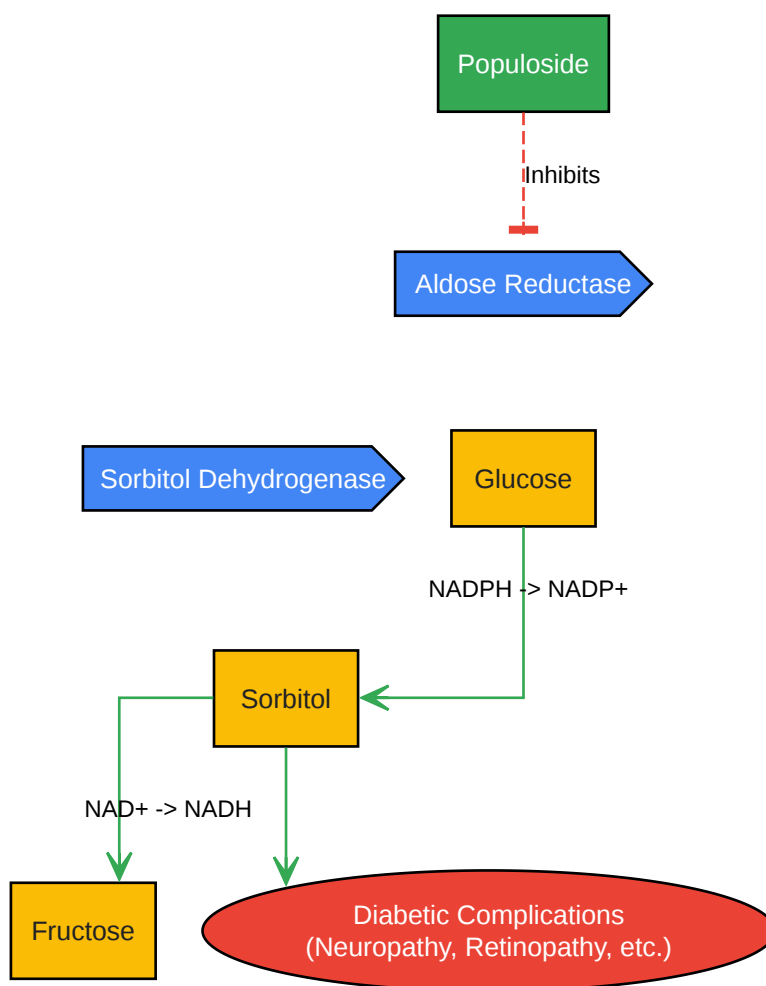 Populoside
Inhibits
Aldose Reductase
Sorbitol Dehydrogenase
Glucose
NADPH -> NADP+
Sorbitol
NAD+ -> NADH
Fructose
Diabetic Complications
(Neuropathy, Retinopathy, etc.)